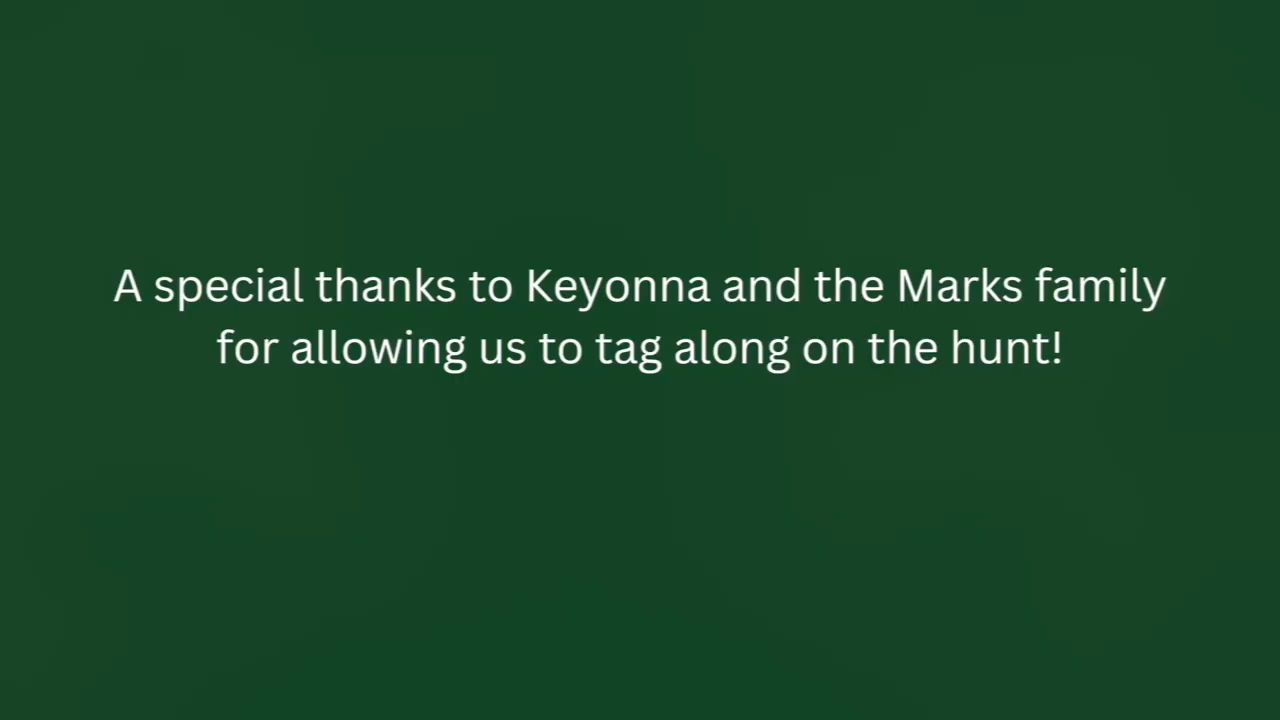 A special thanks to Keyonna and the Marks family
for allowing us to tag along on the hunt!